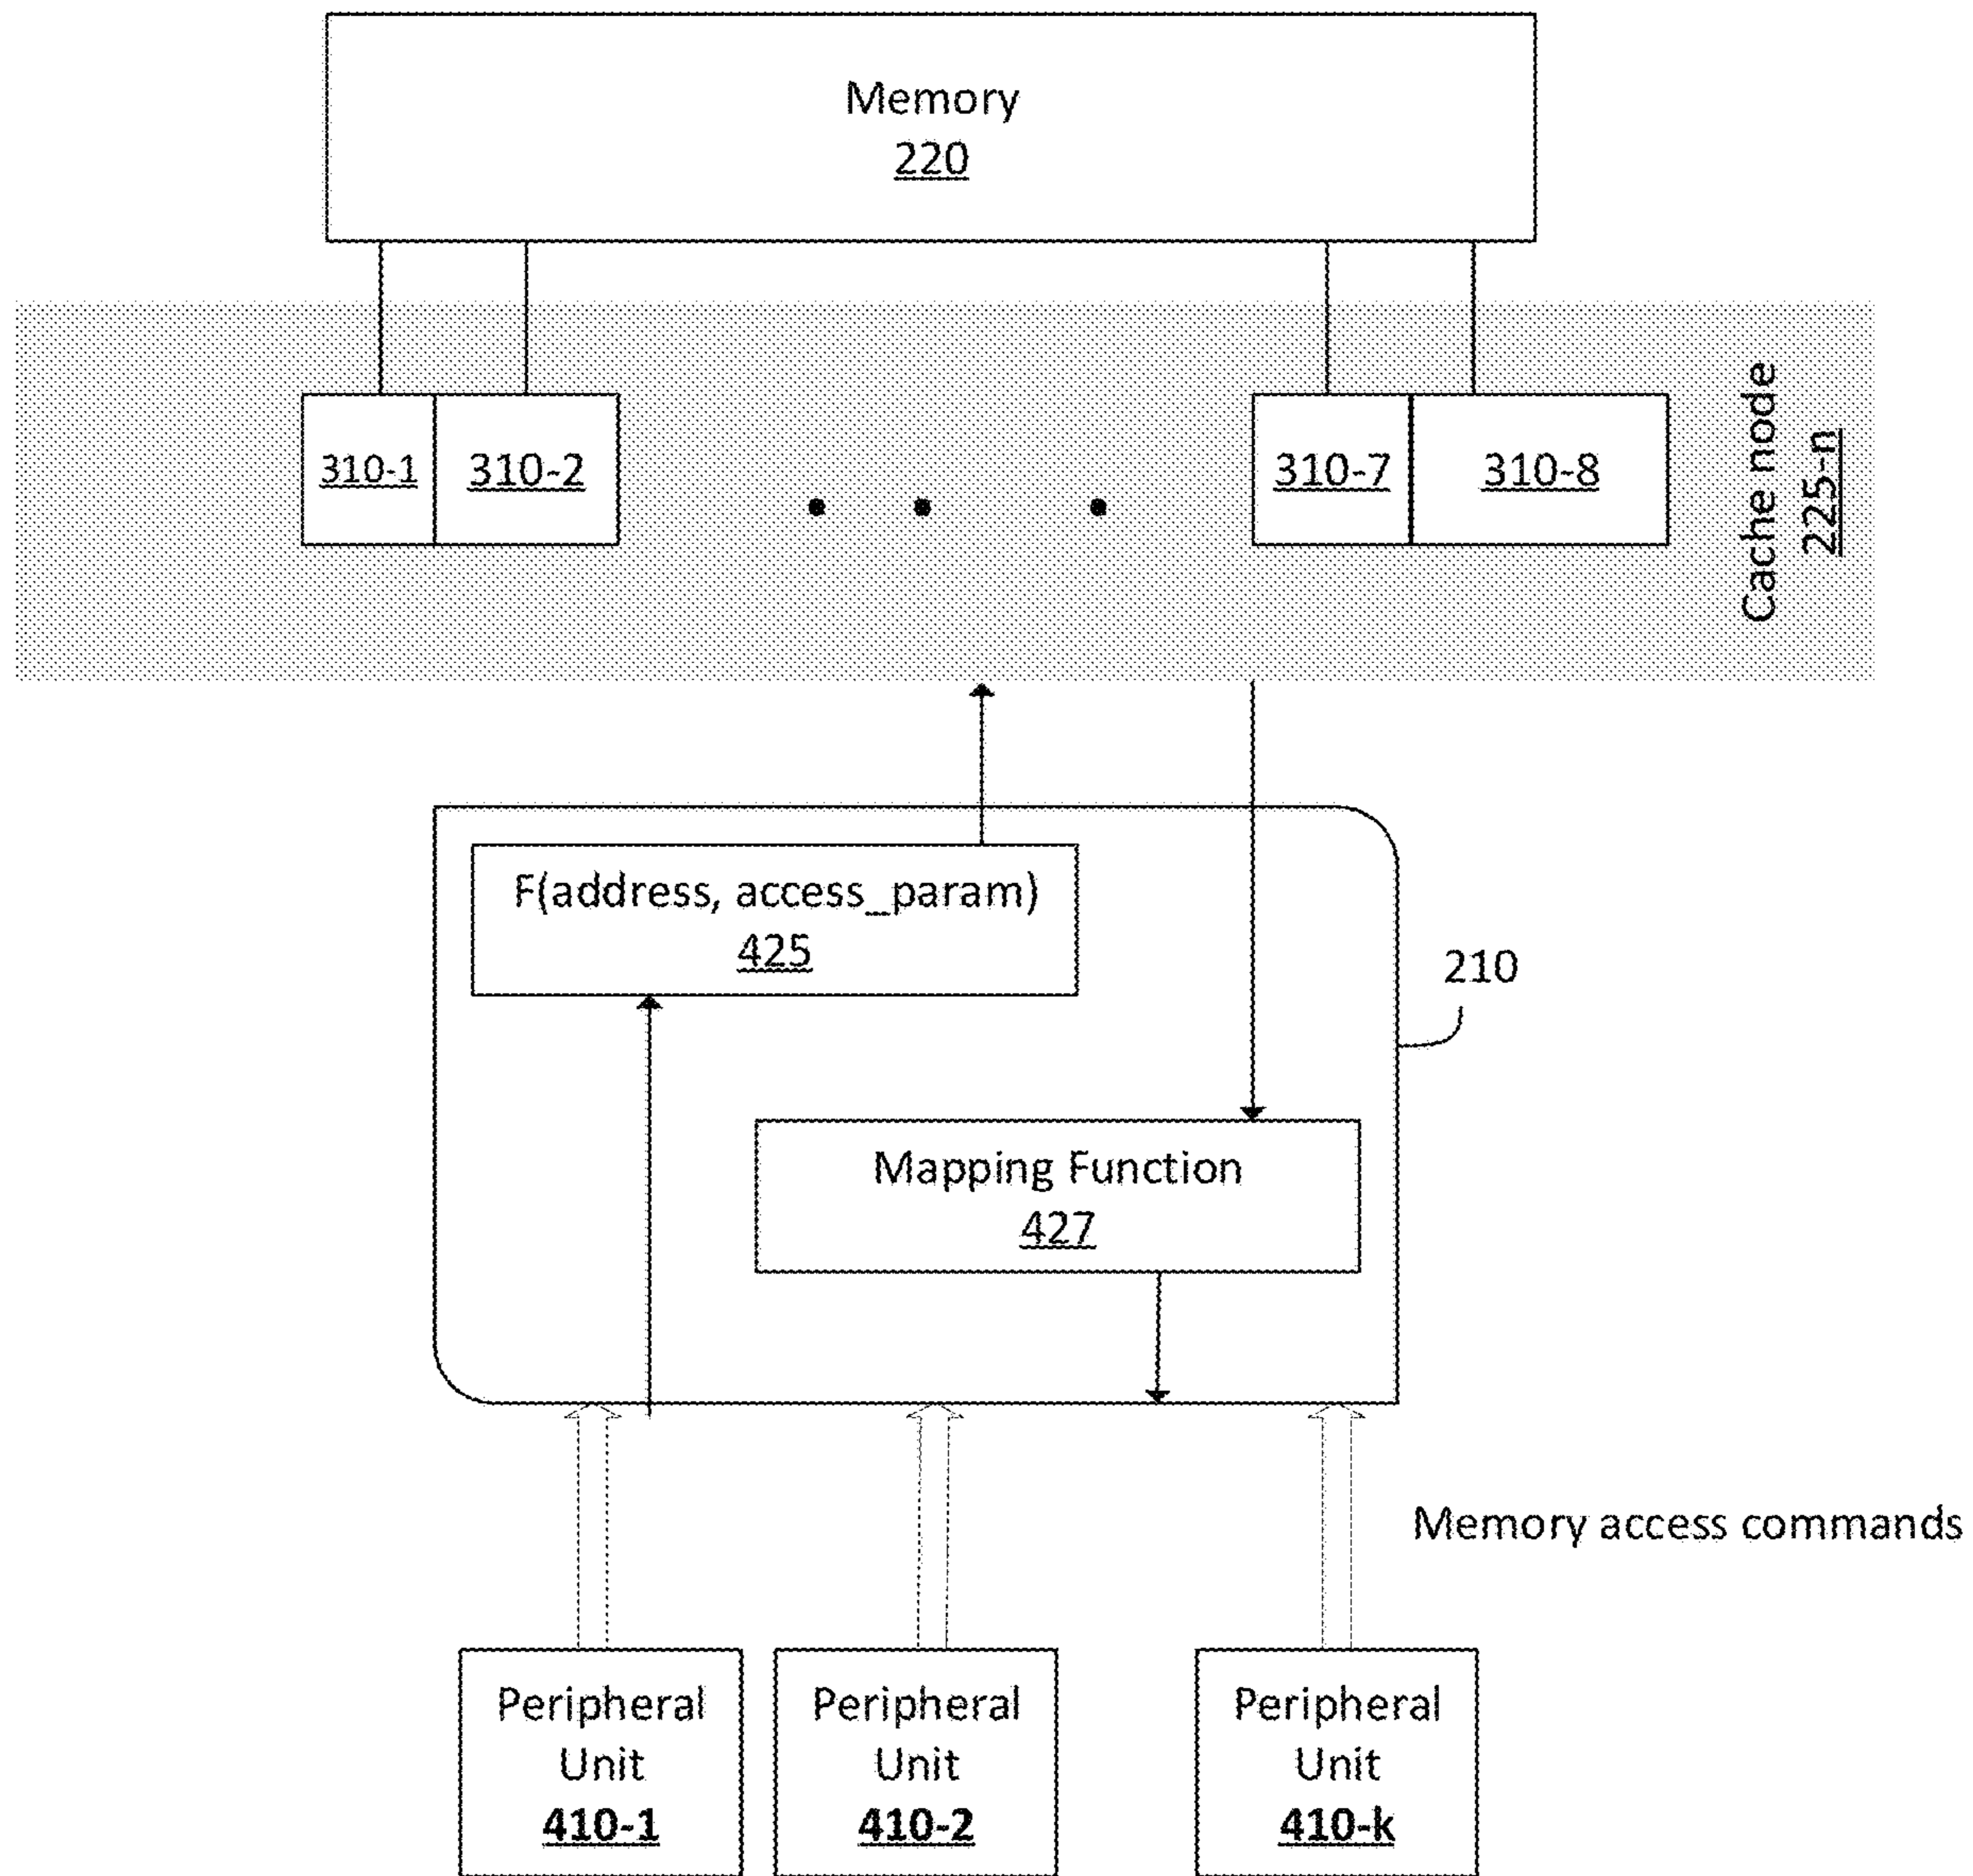 Memory
220
310-1
310-2
310-7
310-8
Cache node
225-n
F(address, access_param)
425
210
Mapping Function
427
Memory access commands
Peripheral
Unit
410-1
Peripheral
Unit
410-2
Peripheral
Unit
410-k